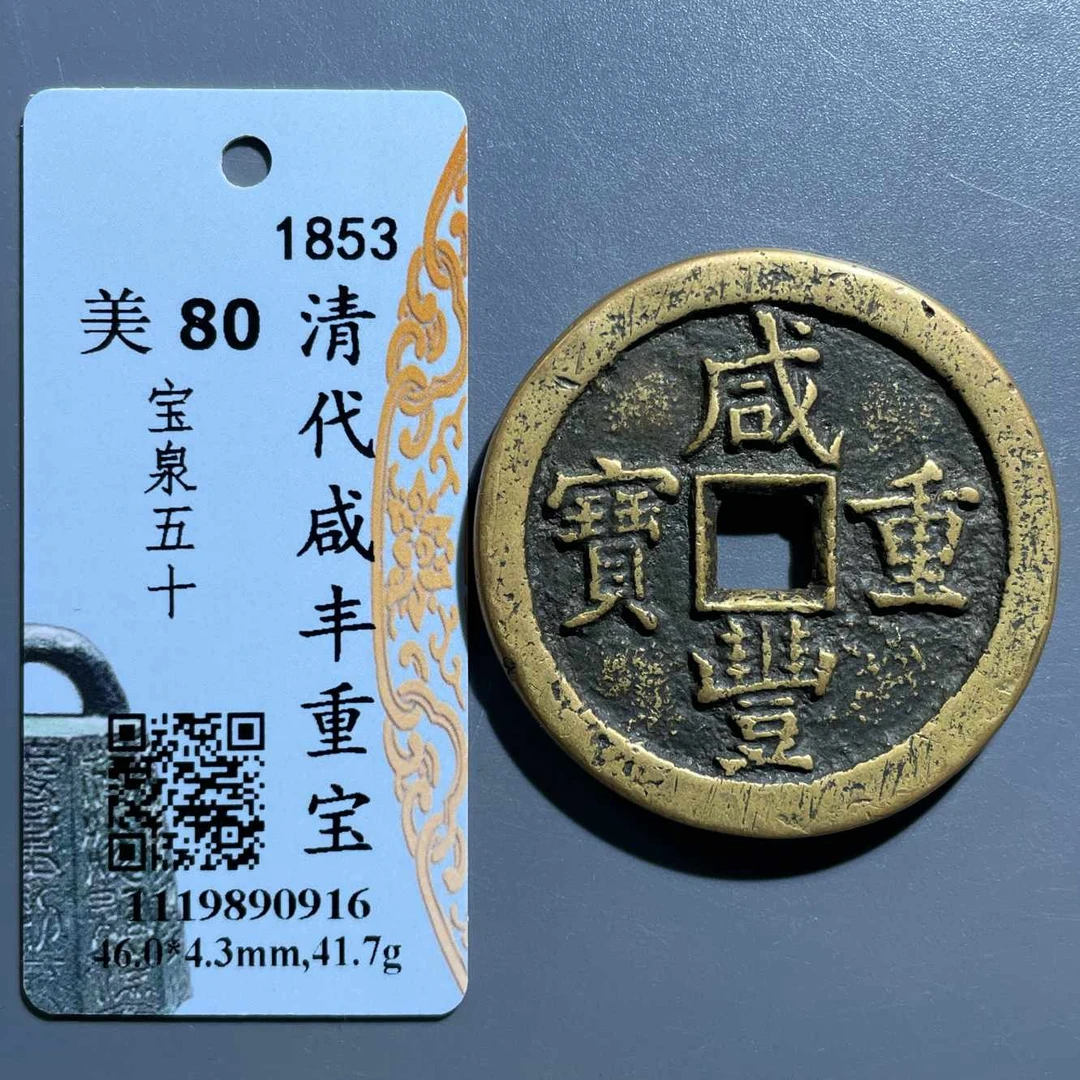 1853
清代咸丰重宝
美 80
宝泉五十
1119890916
46.0*4.3mm,41.7g
咸豐重寶